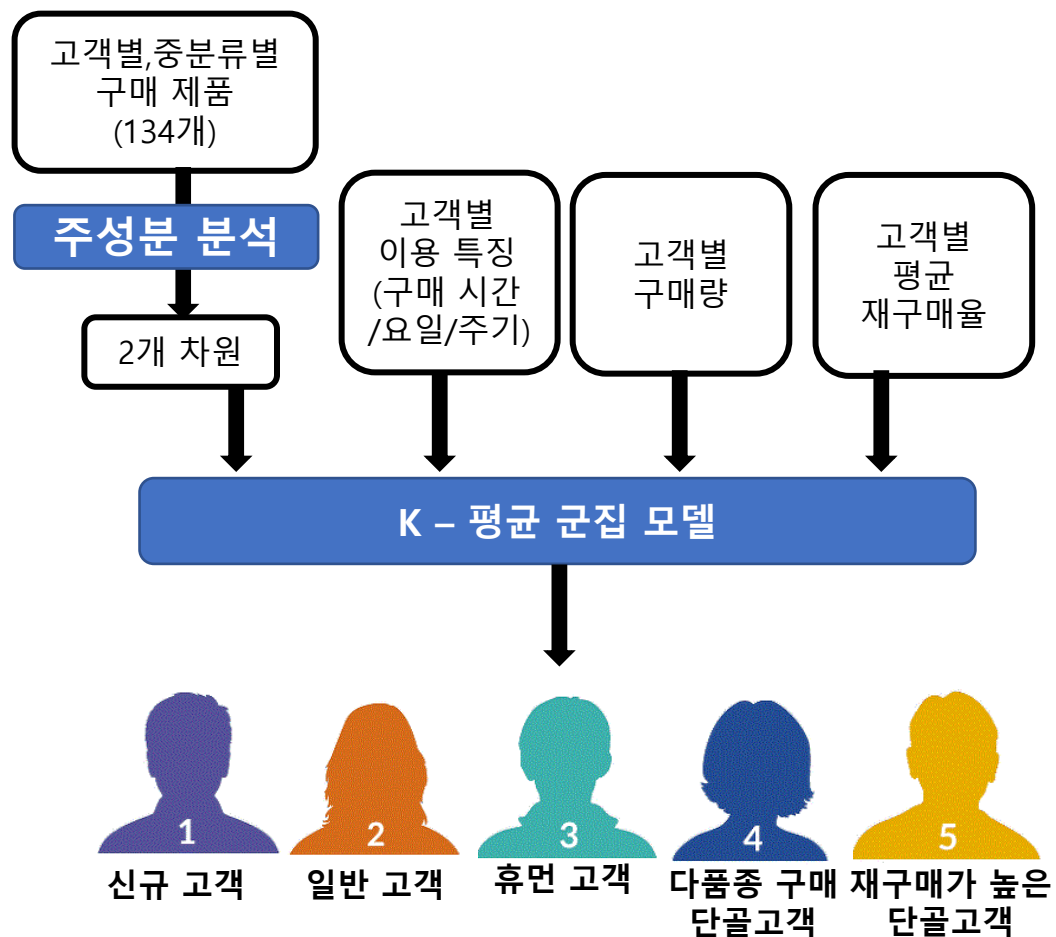 고객별,중분류별
구매 제품
(134개)
주성분 분석
2개 차원
고객별
이용 특징
(구매 시간
/요일/주기)
고객별
구매량
고객별
평균
재구매율
K – 평균 군집 모델
1
2
3
4
5
신규 고객
일반 고객
휴먼 고객
다품종 구매
단골고객
재구매가 높은
단골고객